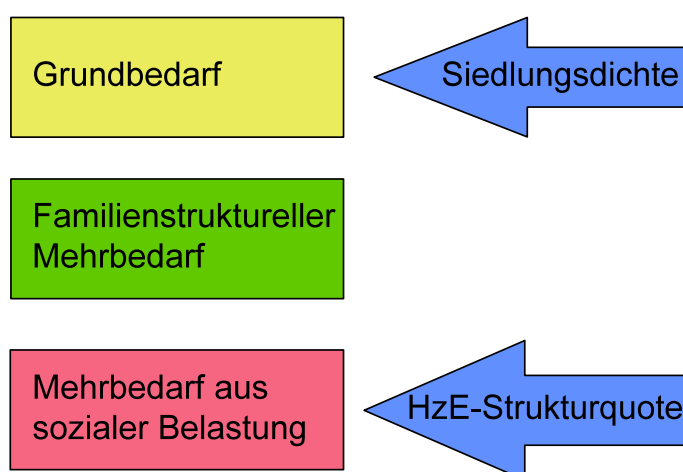 Grundbedarf
Siedlungsdichte
Familienstruktureller
Mehrbedarf
Mehrbedarf aus
sozialer Belastung
HzE-Strukturquote